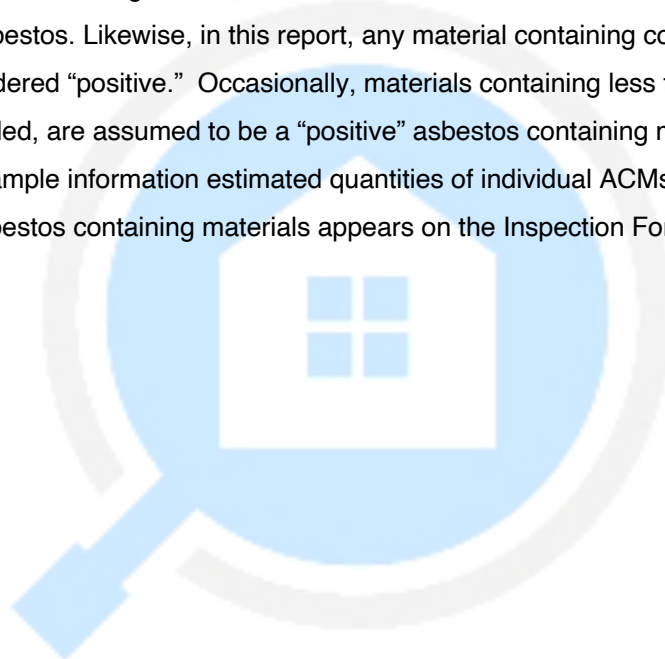 bestos. Likewise, in this report, any material containing co
dered “positive.” Occasionally, materials containing less
led, are assumed to be a “positive” asbestos containing
ample information estimated quantities of individual ACMs
bestos containing materials appears on the Inspection For